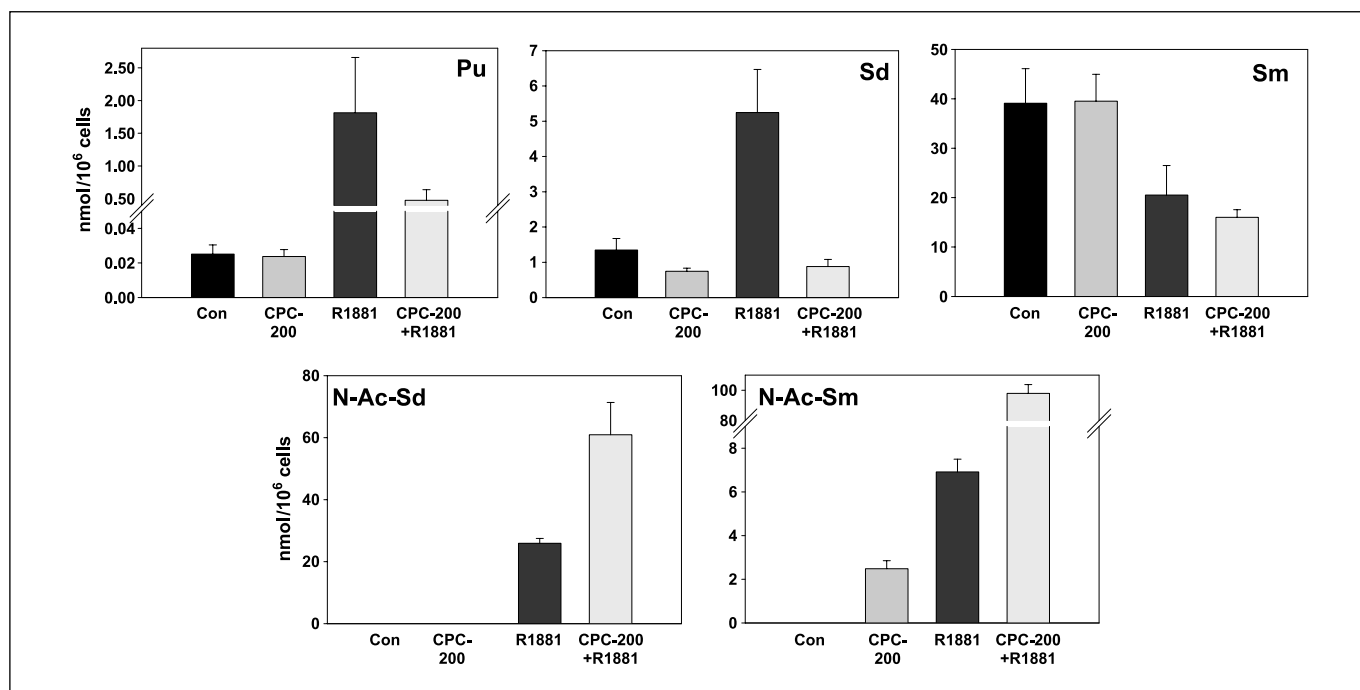 Pu
nmol/10⁶ cells
2.50
2.00
1.50
1.00
0.50
0.04
0.02
0.00
Con CPC- R1881 CPC-200
200 +R1881
Sd
7
6
5
4
3
2
1
0
Con CPC- R1881 CPC-200
200 +R1881
Sm
50
40
30
20
10
0
Con CPC- R1881 CPC-200
200 +R1881
N-Ac-Sd
nmol/10⁶ cells
80
60
40
20
0
Con CPC- R1881 CPC-200
200 +R1881
N-Ac-Sm
100
80
8
6
4
2
0
Con CPC- R1881 CPC-200
200 +R1881